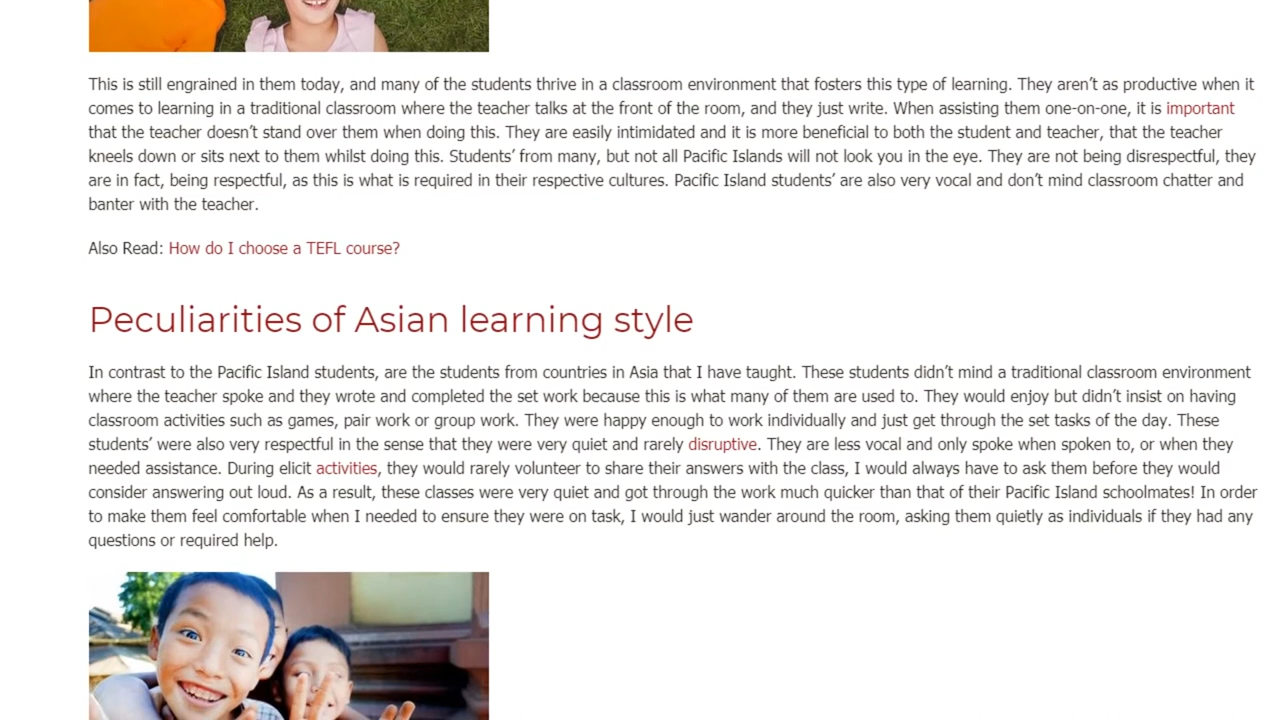 This is still engrained in them today, and many of the students thrive in a classroom environment that fosters this type of learning. They aren’t as productive when it
comes to learning in a traditional classroom where the teacher talks at the front of the room, and they just write. When assisting them one-on-one, it is important
that the teacher doesn’t stand over them when doing this. They are easily intimidated and it is more beneficial to both the student and teacher, that the teacher
kneels down or sits next to them whilst doing this. Students’ from many, but not all Pacific Islands will not look you in the eye. They are not being disrespectful, they
are in fact, being respectful, as this is what is required in their respective cultures. Pacific Island students’ are also very vocal and don’t mind classroom chatter and
banter with the teacher.
Also Read: How do I choose a TEFL course?
Peculiarities of Asian learning style
In contrast to the Pacific Island students, are the students from countries in Asia that I have taught. These students didn’t mind a traditional classroom environment
where the teacher spoke and they wrote and completed the set work because this is what many of them are used to. They would enjoy but didn’t insist on having
classroom activities such as games, pair work or group work. They were happy enough to work individually and just get through the set tasks of the day. These
students’ were also very respectful in the sense that they were very quiet and rarely disruptive. They are less vocal and only spoke when spoken to, or when they
needed assistance. During elicit activities, they would rarely volunteer to share their answers with the class, I would always have to ask them before they would
consider answering out loud. As a result, these classes were very quiet and got through the work much quicker than that of their Pacific Island schoolmates! In order
to make them feel comfortable when I needed to ensure they were on task, I would just wander around the room, asking them quietly as individuals if they had any
questions or required help.